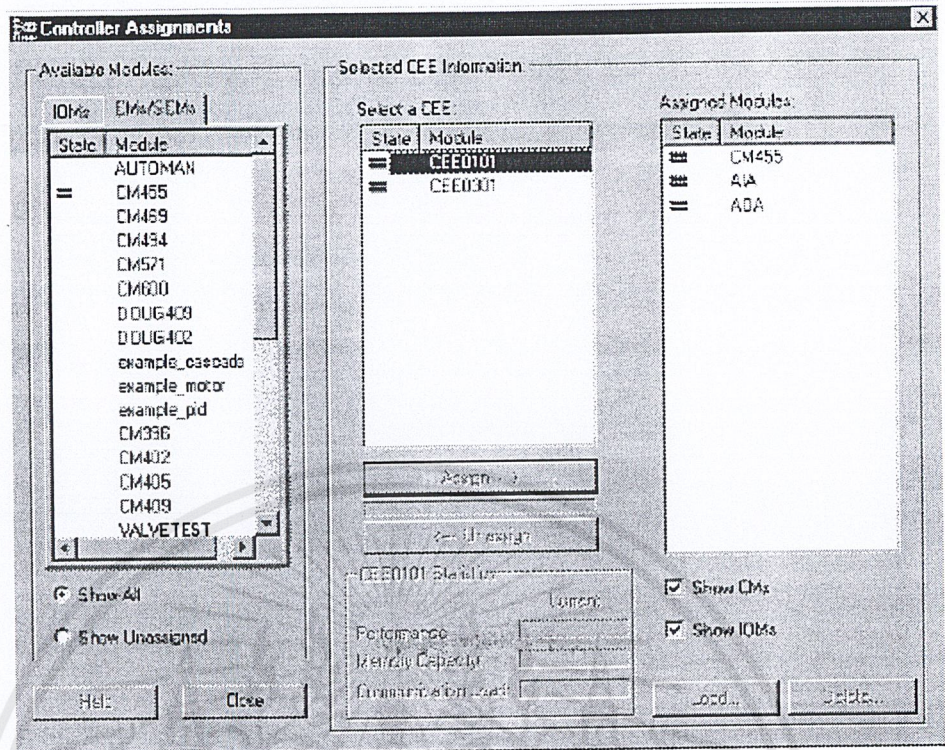 Controller Assignments
Available Modules:
IOMs CMs/SCMs
State Module
AUTOMAN
CM455
CM469
CM494
CM571
CM600
DOUG409
DOUG402
example_cascade
example_motor
example_pid
CM336
CM402
CM405
CM409
VALVETEST
Show All
Show Unassigned
Help
Close
Selected CEE Information:
Select a CEE:
State Module
CEE0101
CEE0301
Assign -->
<-- Unassign
CEE0101 Statistics
Current
Performance
Memory Capacity
Communication Load:
Assigned Modules:
State Module
CM455
AIA
AOA
Show CMs
Show IOMs
Load...
Delete...